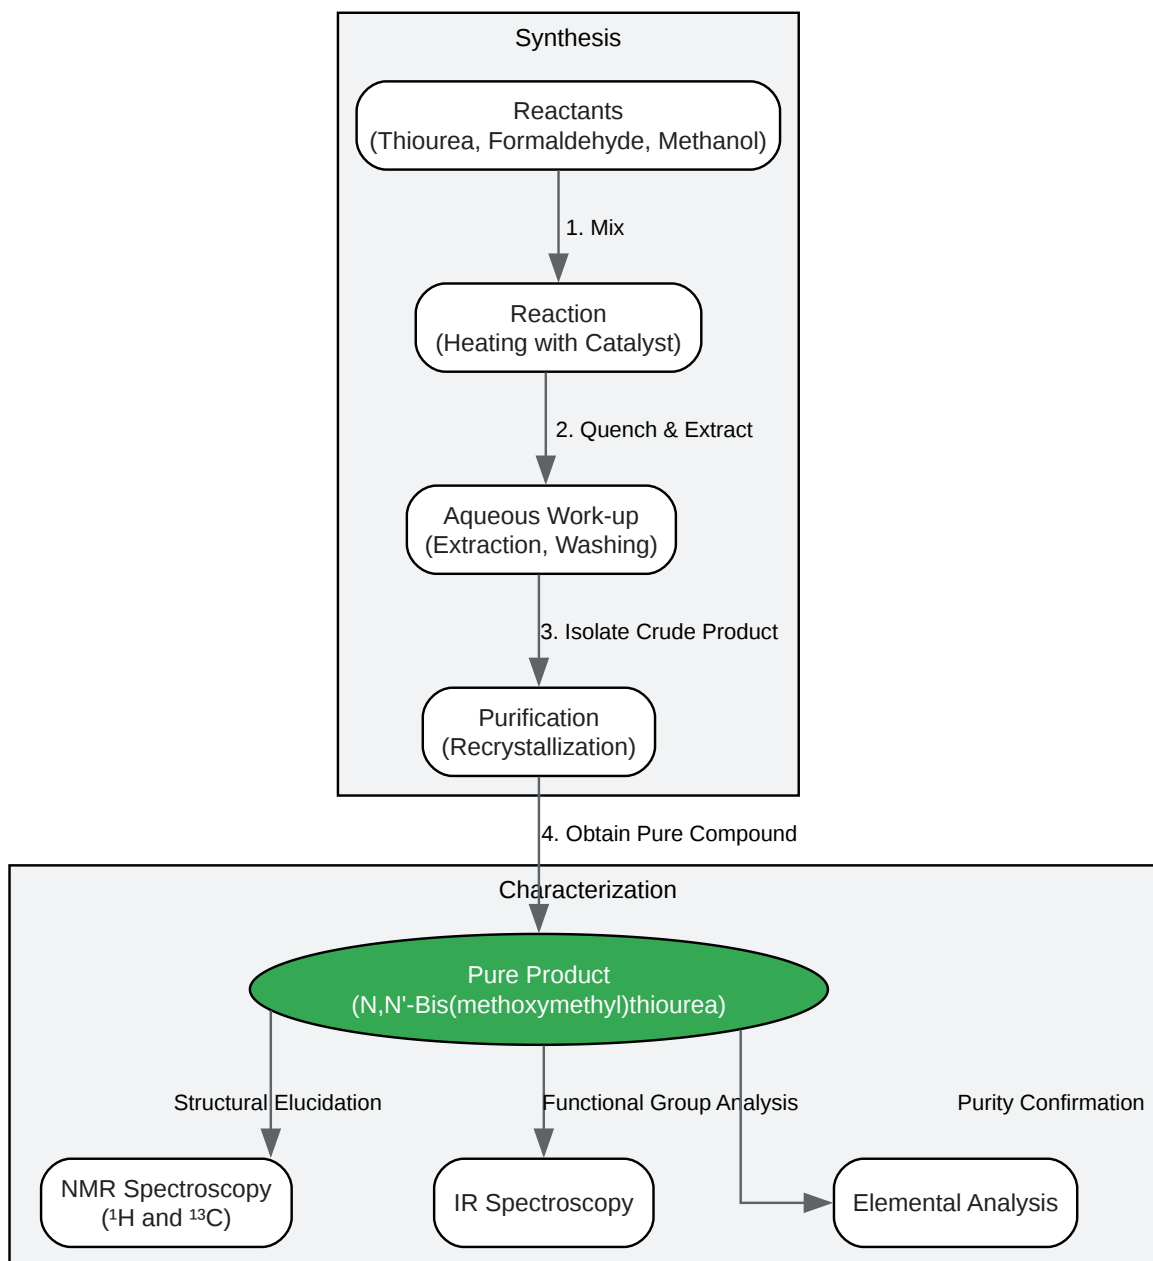 Synthesis
Reactants
(Thiourea, Formaldehyde, Methanol)
1. Mix
Reaction
(Heating with Catalyst)
2. Quench & Extract
Aqueous Work-up
(Extraction, Washing)
3. Isolate Crude Product
Purification
(Recrystallization)
4. Obtain Pure Compound
Characterization
Pure Product
(N,N'-Bis(methoxymethyl)thiourea)
Structural Elucidation
Functional Group Analysis
Purity Confirmation
NMR Spectroscopy
(¹H and ¹³C)
IR Spectroscopy
Elemental Analysis